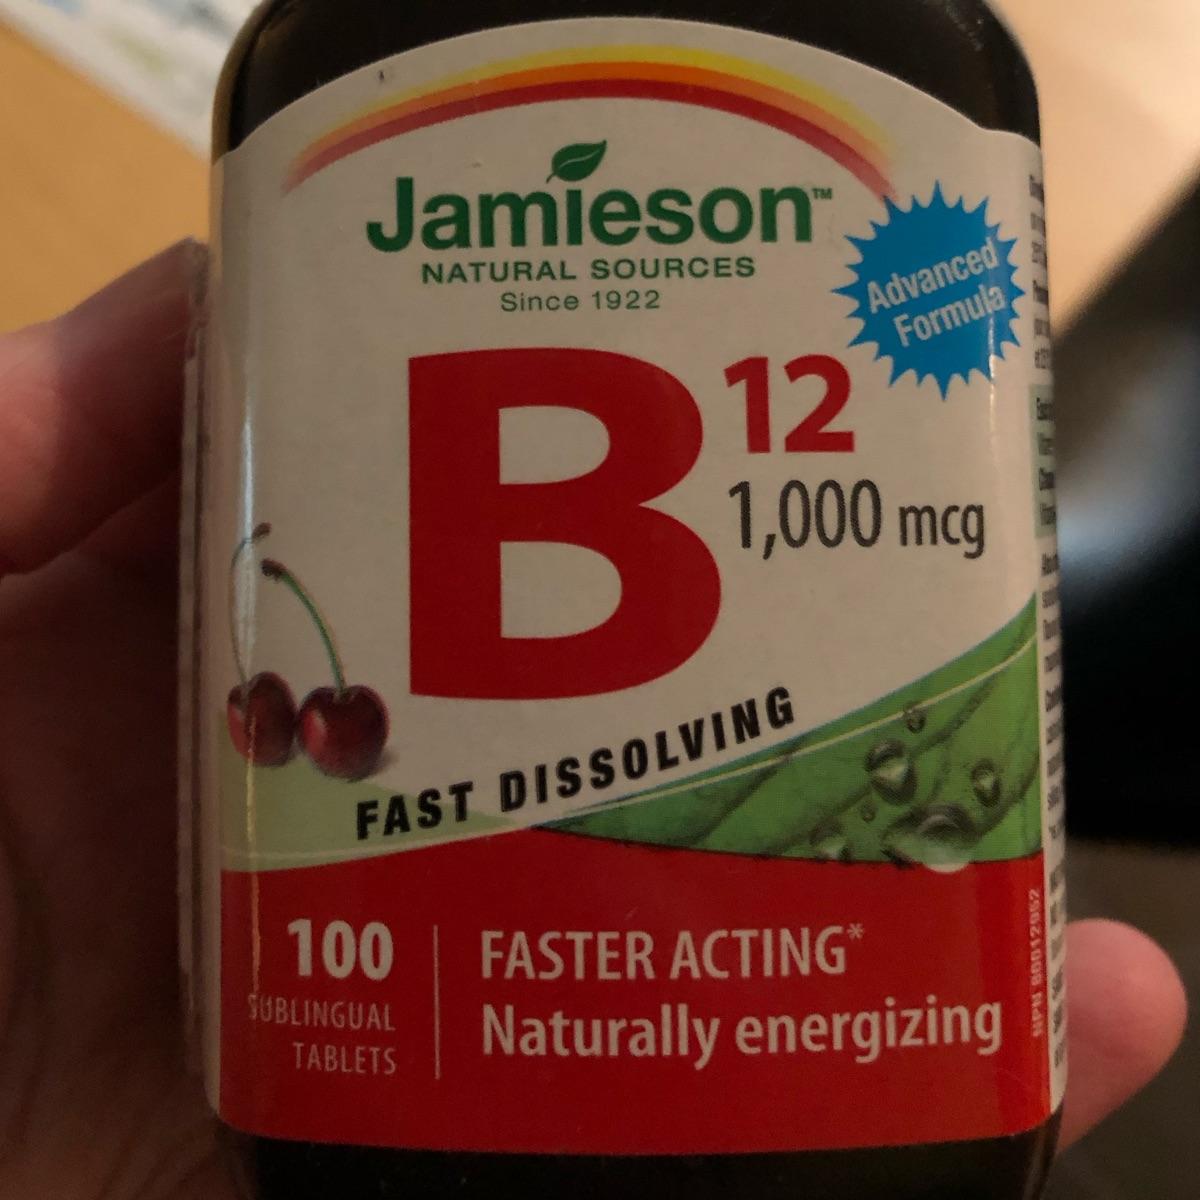 Jamieson™
NATURAL SOURCES
Since 1922
Advanced
Formula
B12
1,000 mcg
FAST DISSOLVING
100
SUBLINGUAL
TABLETS
FASTER ACTING*
Naturally energizing